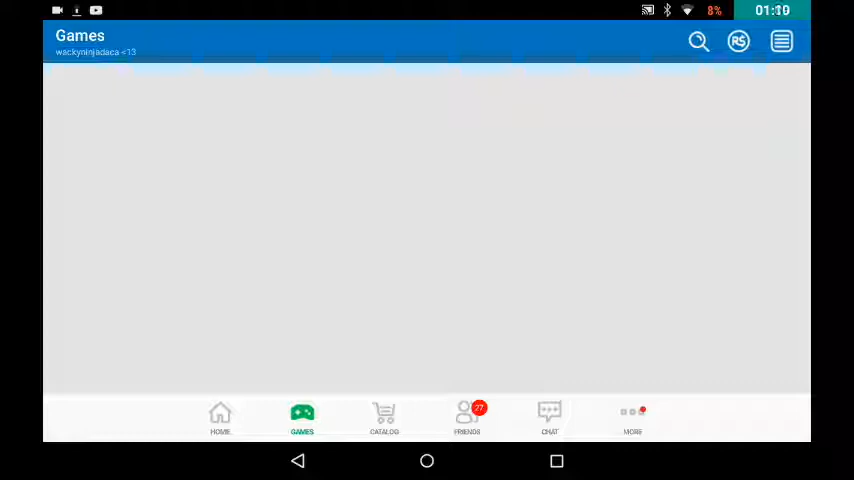 8%
01:10
Games
wackyninjadaca <13
R$
HOME
GAMES
CATALOG
27
FRIENDS
CHAT
MORE